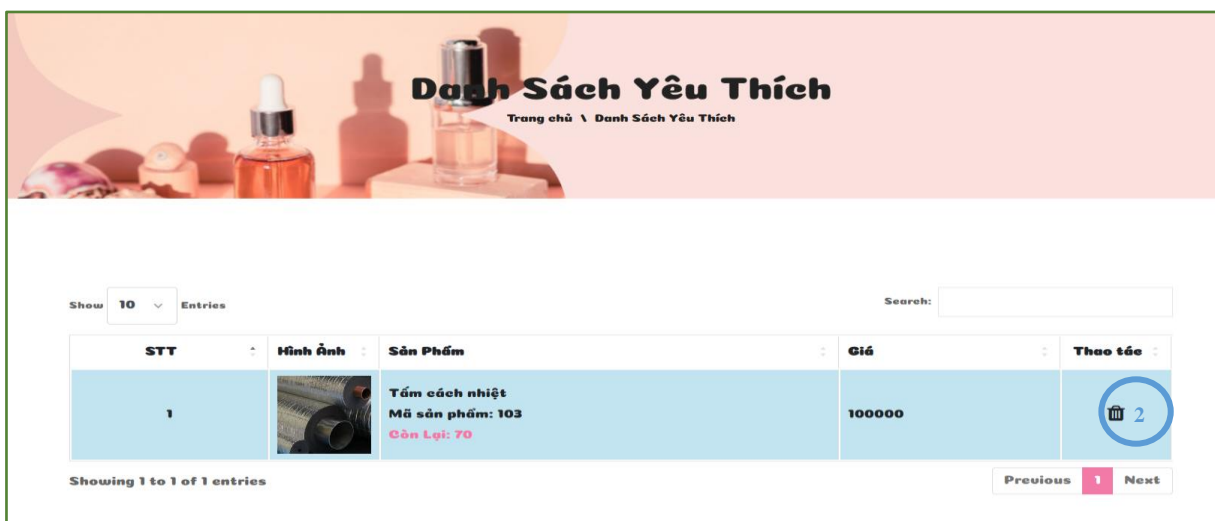 Danh Sách Yêu Thích
Trang chủ \ Danh Sách Yêu Thích
Show 10 Entries
Search:
STT Hình Ảnh Sản Phẩm Giá Thao tác
Tấm cách nhiệt
1 Mã sản phẩm: 103 100000 2
Còn Lại: 70
Showing 1 to 1 of 1 entries
Previous 1 Next